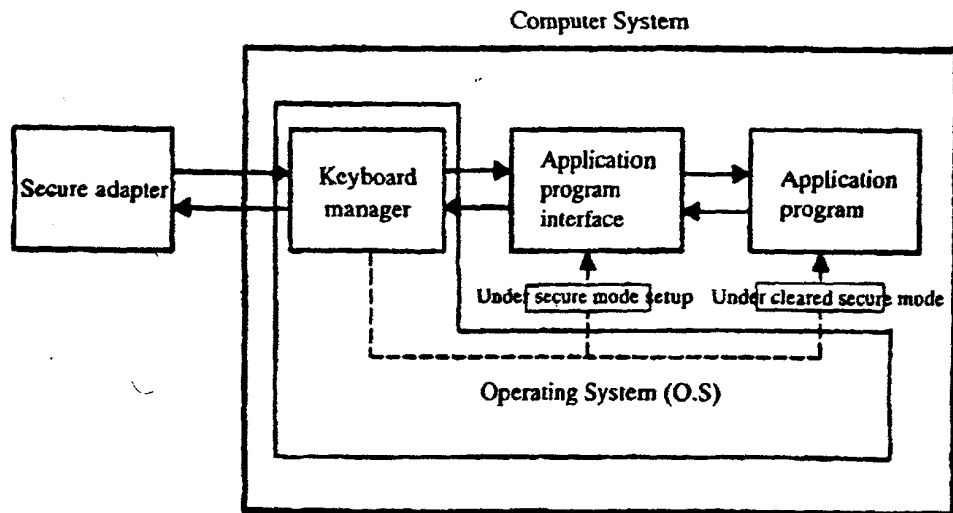 Computer System
Secure adapter
Keyboard
manager
Application
program
interface
Application
program
Under secure mode setup
Under cleared secure mode
Operating System (O.S)